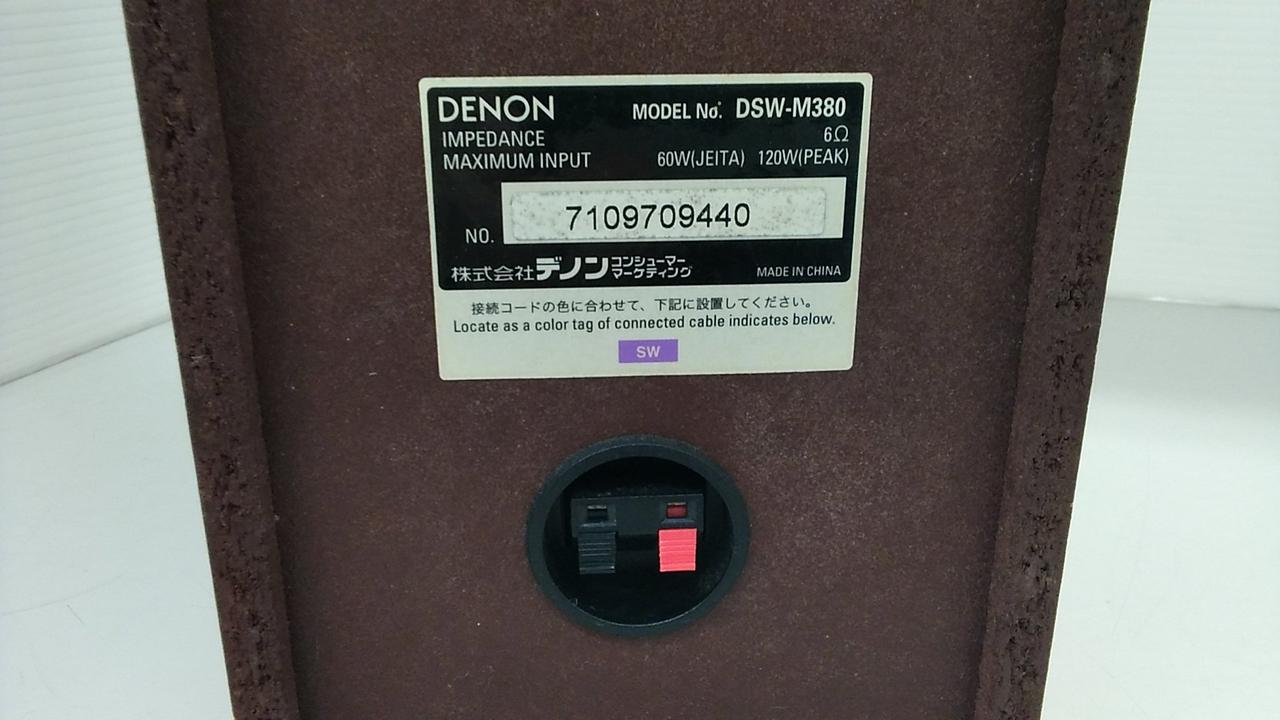 DENON MODEL No. DSW-M380
IMPEDANCE 6Ω
MAXIMUM INPUT 60W(JEITA) 120W(PEAK)
NO. 7109709440
株式会社デノン コンシューマー マーケティング MADE IN CHINA
接続コードの色に合わせて、下記に設置してください。
Locate as a color tag of connected cable indicates below.
SW